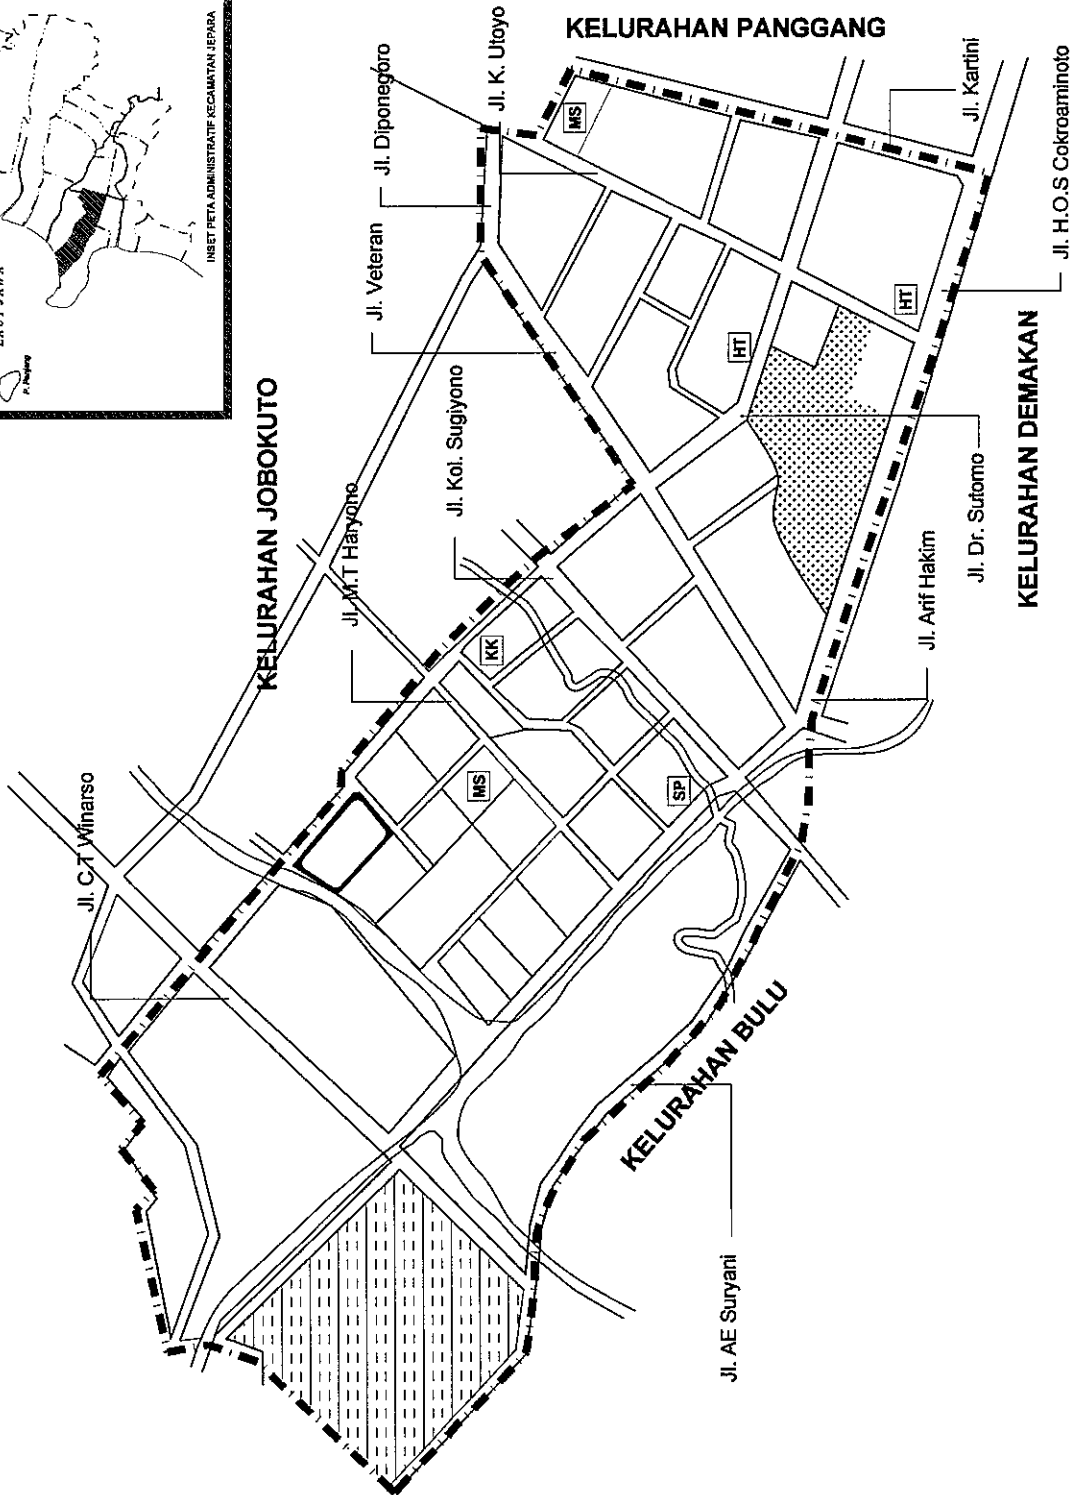 INSET PETA ADMINISTRATIF KECAMATAN JEPARA
P. Panjang
KELURAHAN PANGGANG
KELURAHAN JOBOKUTO
KELURAHAN DEMAKAN
KELURAHAN BULU
Jl. K. Utoyo
Jl. Diponegoro
Jl. Veteran
Jl. Kol. Sugiyono
Jl. M.T Haryono
Jl. C.T Winarso
Jl. Kartini
Jl. H.O.S Cokroaminoto
Jl. Dr. Sutomo
Jl. Arif Hakim
Jl. AE Suryani
MS
HT
HT
KK
MS
SP